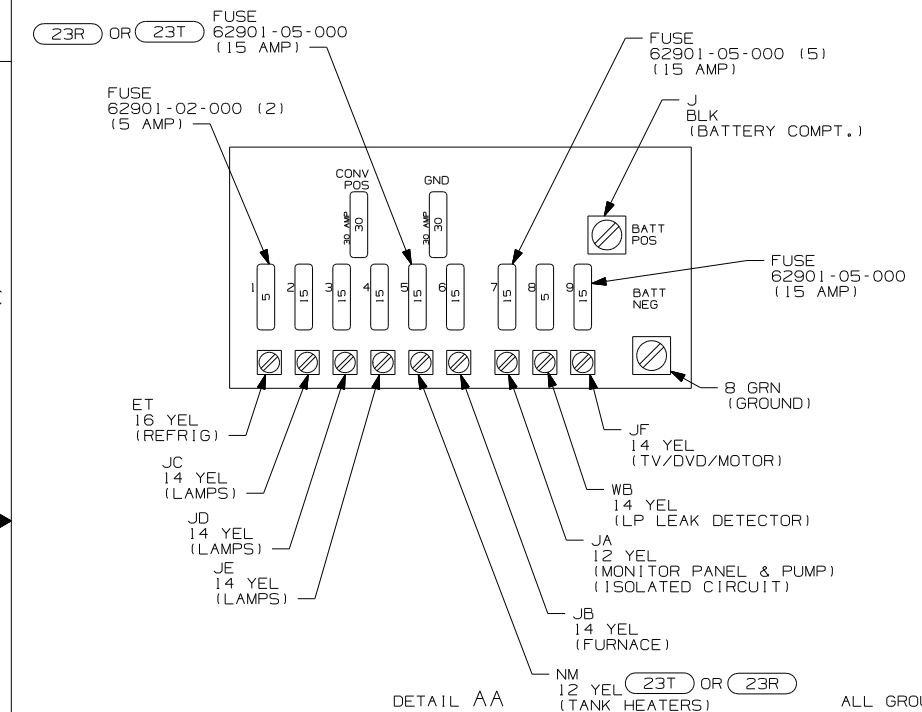 23R OR 23T FUSE
62901-05-000
(15 AMP)
FUSE
62901-05-000 (5)
(15 AMP)
FUSE
62901-02-000 (2)
(5 AMP)
J
BLK
(BATTERY COMPT.)
CONV
POS
GND
30 AMP
30
30 AMP
30
BATT
POS
FUSE
62901-05-000
(15 AMP)
1 5
2 15
3 15
4 15
5 15
6 15
7 15
8 5
9 15
BATT
NEG
8 GRN
(GROUND)
ET
16 YEL
(REFRIG)
JC
14 YEL
(LAMPS)
JD
14 YEL
(LAMPS)
JE
14 YEL
(LAMPS)
JF
14 YEL
(TV/DVD/MOTOR)
WB
14 YEL
(LP LEAK DETECTOR)
JA
12 YEL
(MONITOR PANEL & PUMP)
(ISOLATED CIRCUIT)
JB
14 YEL
(FURNACE)
NM
12 YEL 23T OR 23R
(TANK HEATERS)
DETAIL AA
ALL GROU